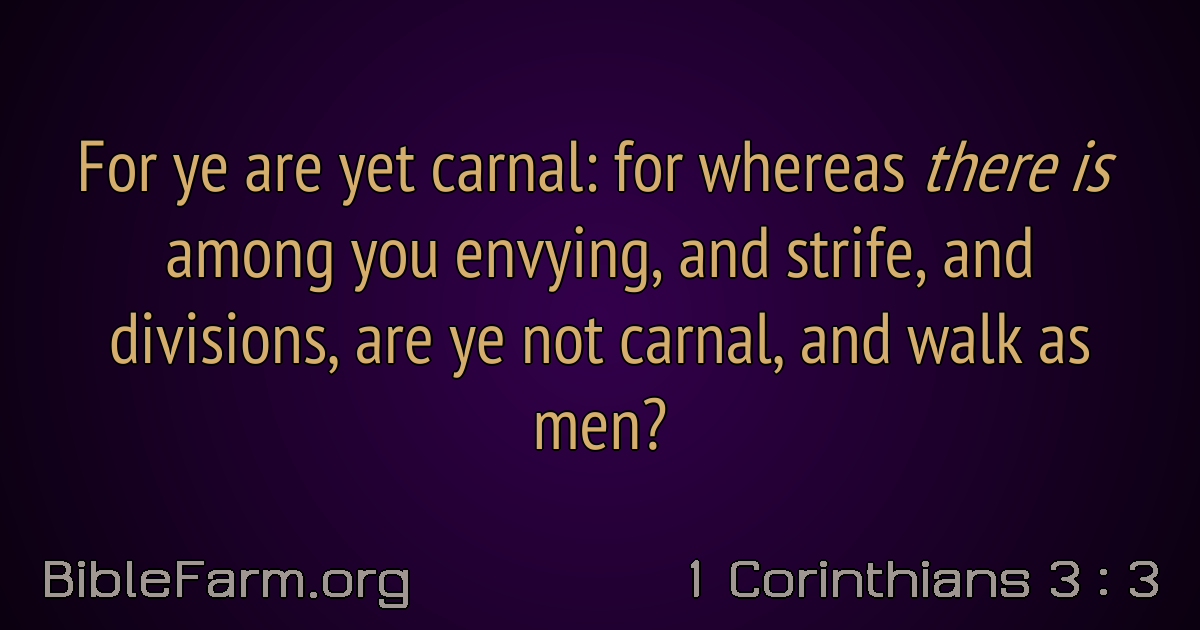 For ye are yet carnal: for whereas there is
among you envying, and strife, and
divisions, are ye not carnal, and walk as
men?
BibleFarm.org
1 Corinthians 3 : 3